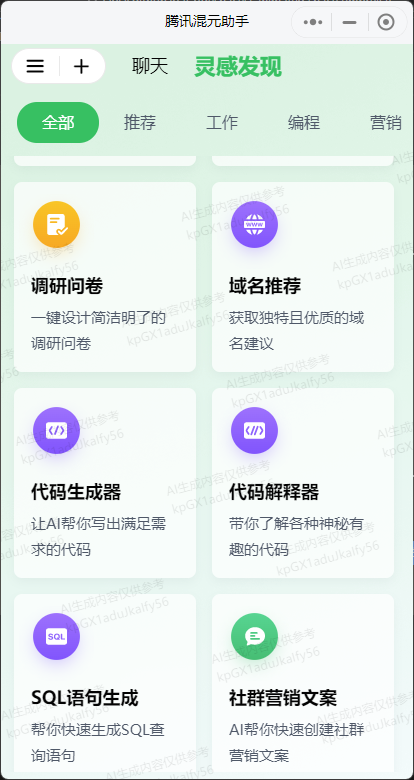 腾讯混元助手
聊天 灵感发现
全部 推荐 工作 编程 营销
调研问卷
一键设计简洁明了的
调研问卷
WWW
域名推荐
获取独特且优质的域
名建议
代码生成器
让AI帮你写出满足需
求的代码
代码解释器
带你了解各种神秘有
趣的代码
SQL
SQL语句生成
帮你快速生成SQL查
询语句
社群营销文案
AI帮你快速创建社群
营销文案
AI生成内容仅供参考